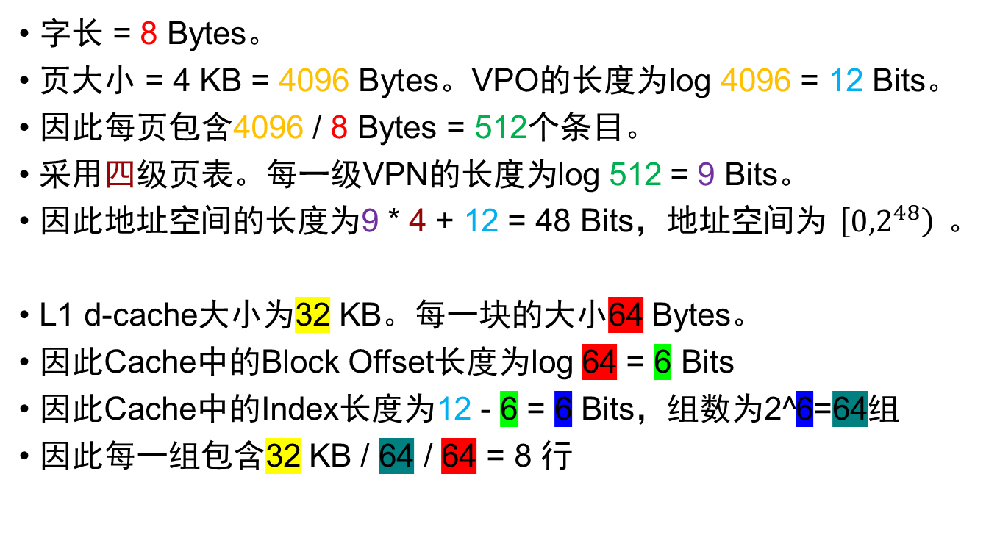 • 字长 = 8 Bytes。
• 页大小 = 4 KB = 4096 Bytes。VPO的长度为log 4096 = 12 Bits。
• 因此每页包含4096 / 8 Bytes = 512个条目。
• 采用四级页表。每一级VPN的长度为log 512 = 9 Bits。
• 因此地址空间的长度为9 * 4 + 12 = 48 Bits，地址空间为 [0,2⁴⁸) 。
• L1 d-cache大小为32 KB。每一块的大小64 Bytes。
• 因此Cache中的Block Offset长度为log 64 = 6 Bits
• 因此Cache中的Index长度为12 - 6 = 6 Bits，组数为2^6=64组
• 因此每一组包含32 KB / 64 / 64 = 8 行